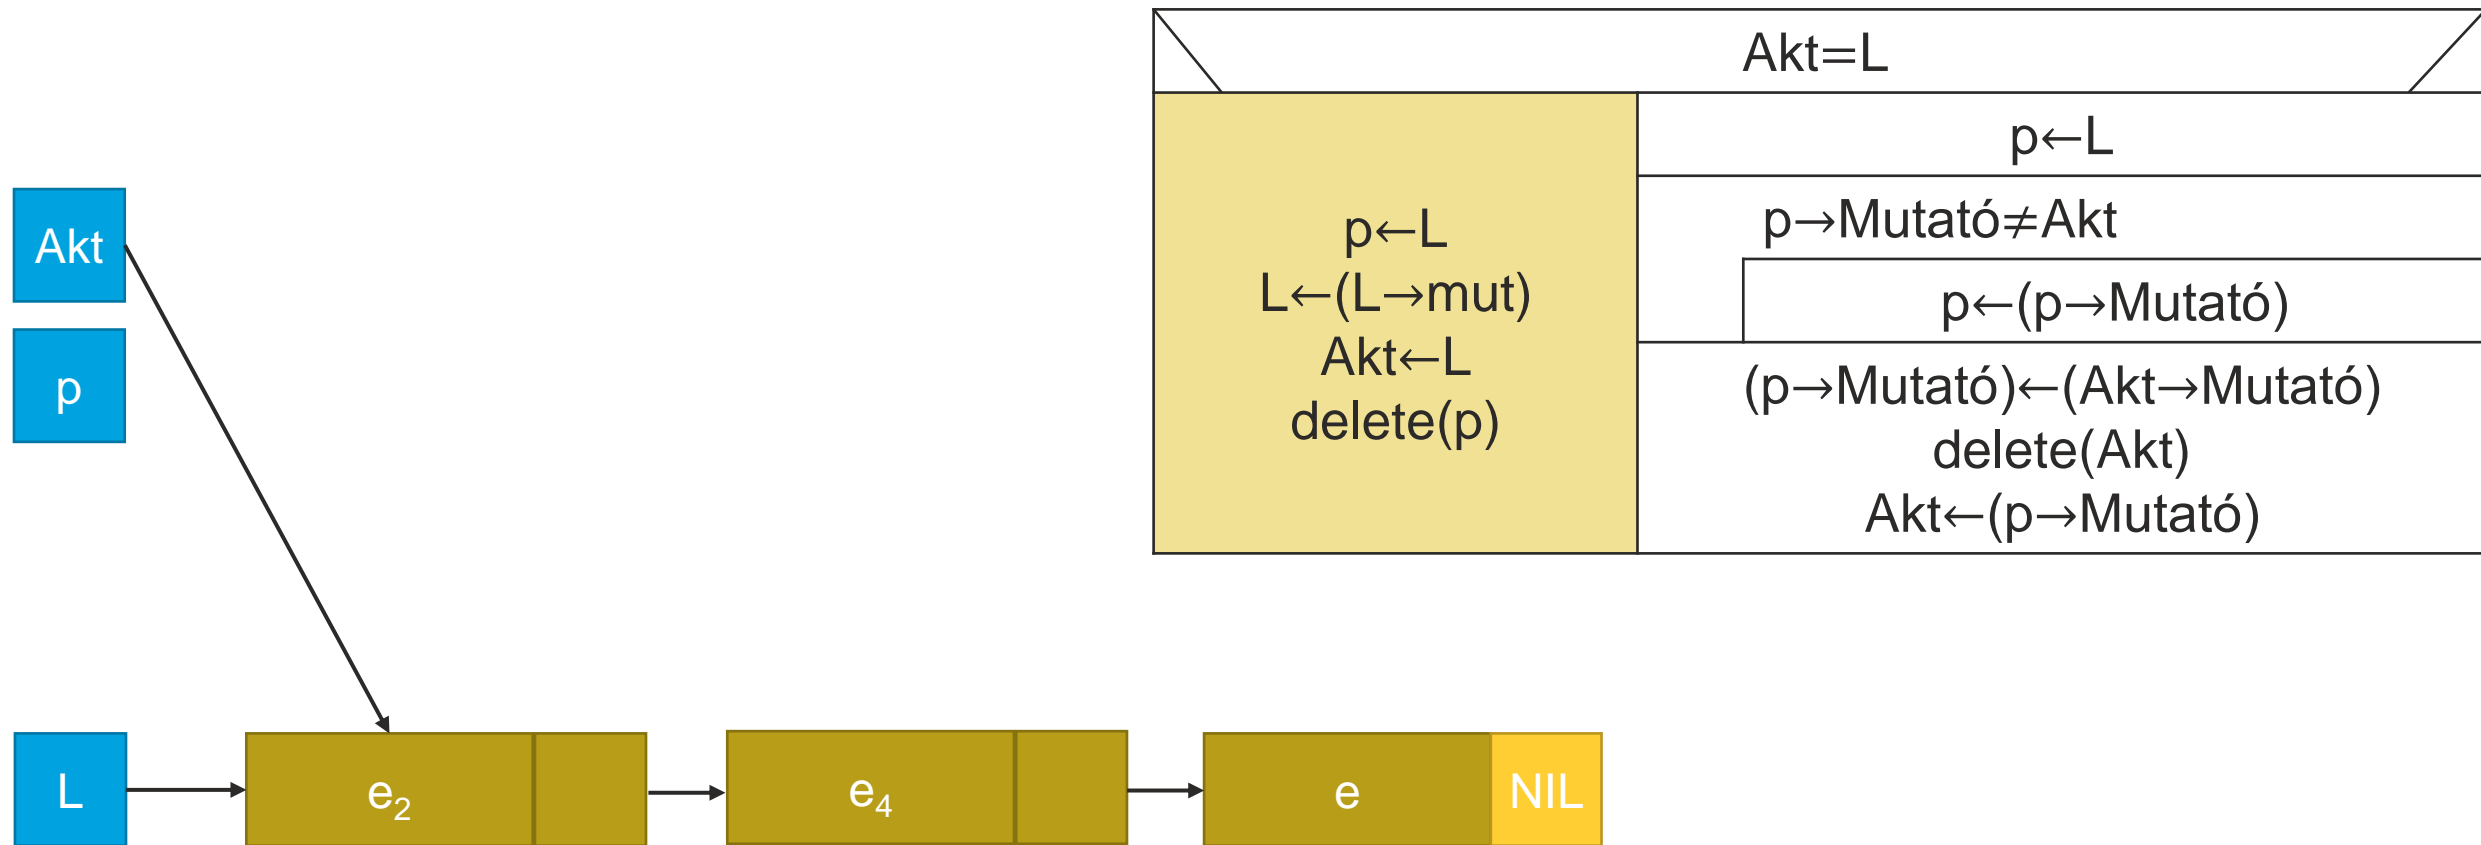 Akt=L
p←L
L←(L→mut)
Akt←L
delete(p)
p←L
p→Mutató≠Akt
p←(p→Mutató)
(p→Mutató)←(Akt→Mutató)
delete(Akt)
Akt←(p→Mutató)
Akt
p
L
e₂
e₄
e
NIL